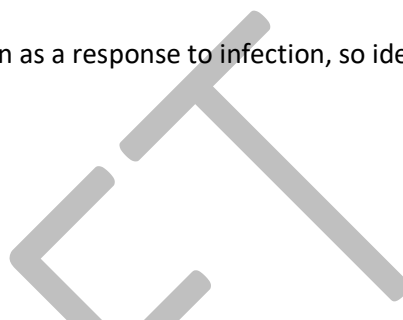 n as a response to infection, so ide